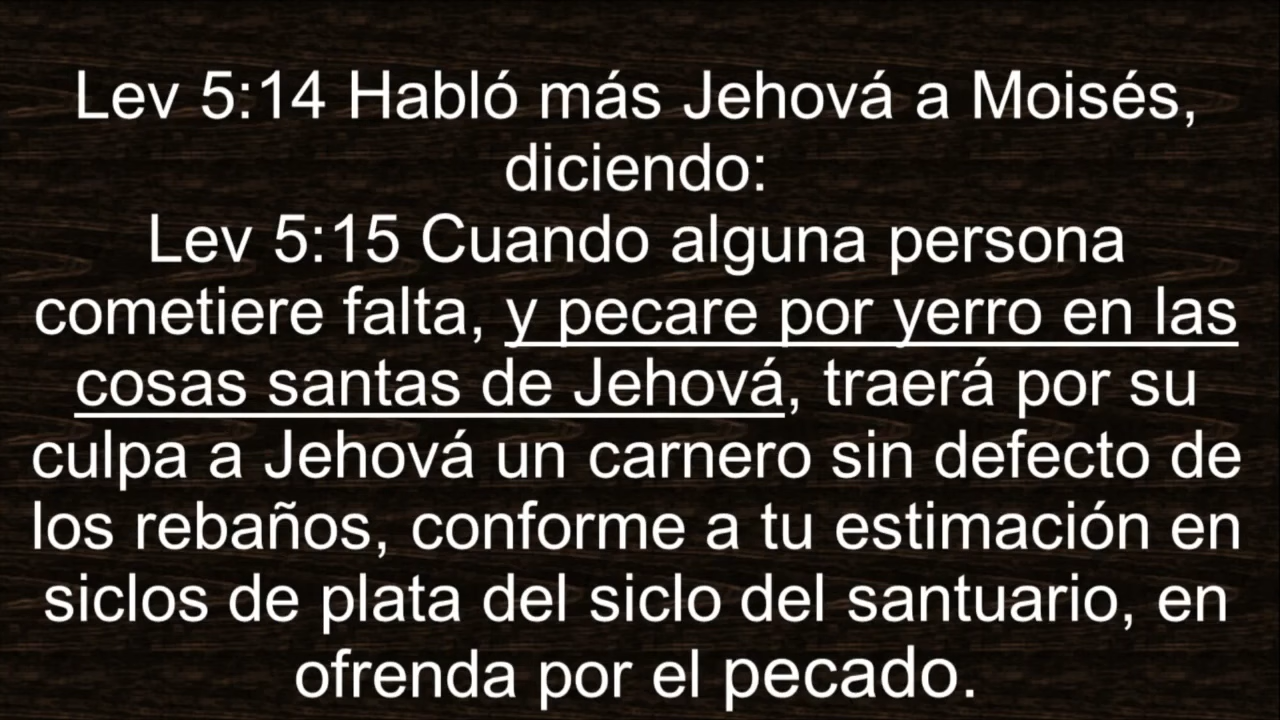 Lev 5:14 Habló más Jehová a Moisés,
diciendo:
Lev 5:15 Cuando alguna persona
cometiere falta, y pecare por yerro en las
cosas santas de Jehová, traerá por su
culpa a Jehová un carnero sin defecto de
los rebaños, conforme a tu estimación en
siclos de plata del siclo del santuario, en
ofrenda por el pecado.